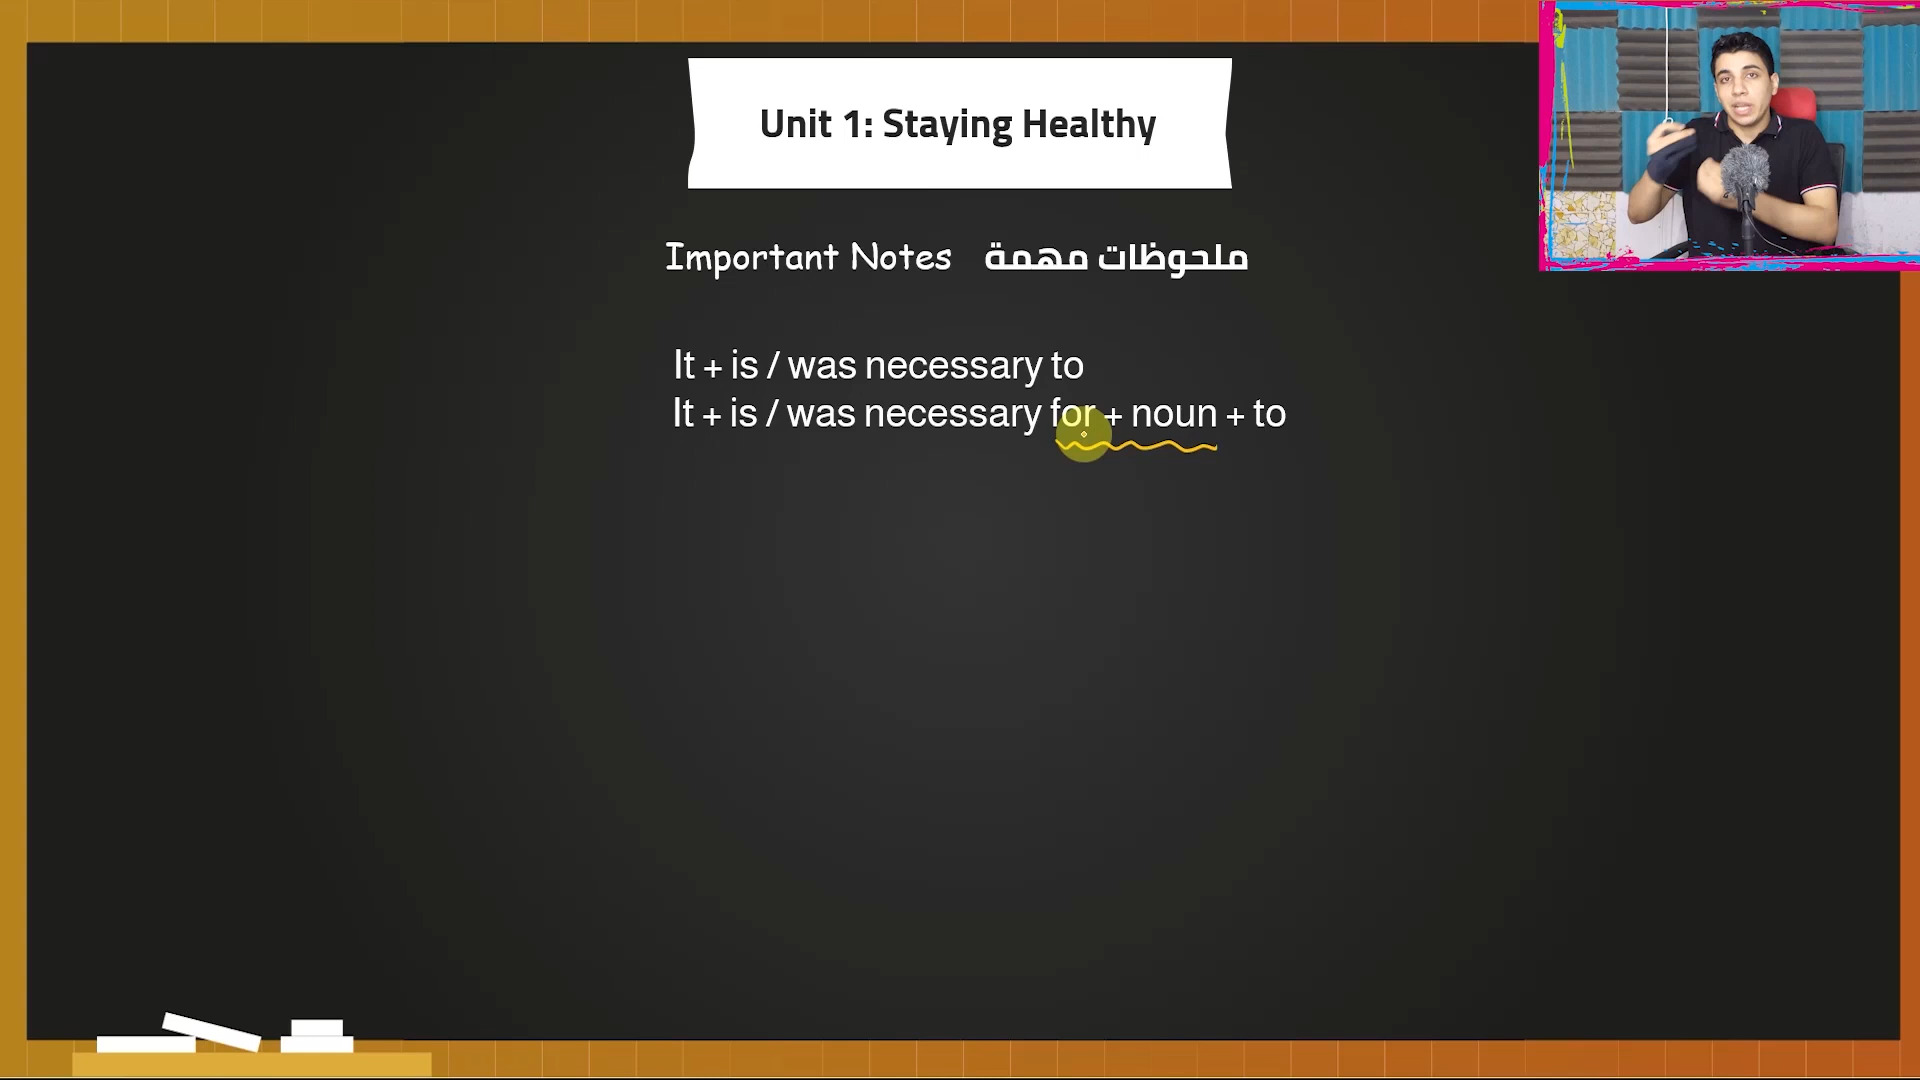 Unit 1: Staying Healthy
Important Notes ملحوظات مهمة
It + is / was necessary to
It + is / was necessary for + noun + to